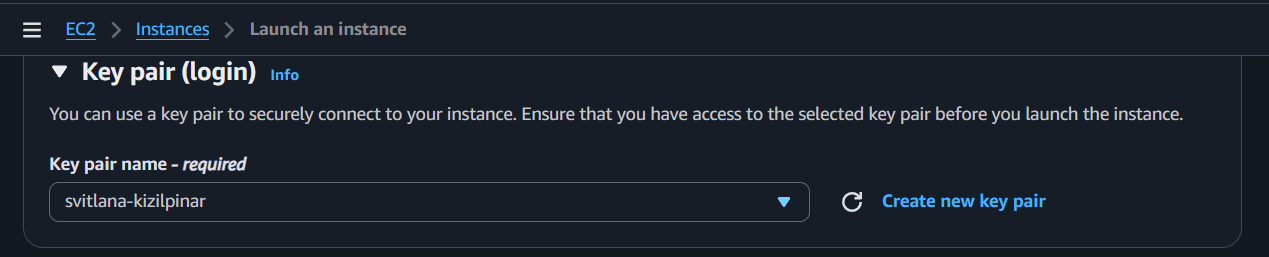 EC2 > Instances > Launch an instance
Key pair (login) Info
You can use a key pair to securely connect to your instance. Ensure that you have access to the selected key pair before you launch the instance.
Key pair name - required
svitlana-kizilpinar
Create new key pair